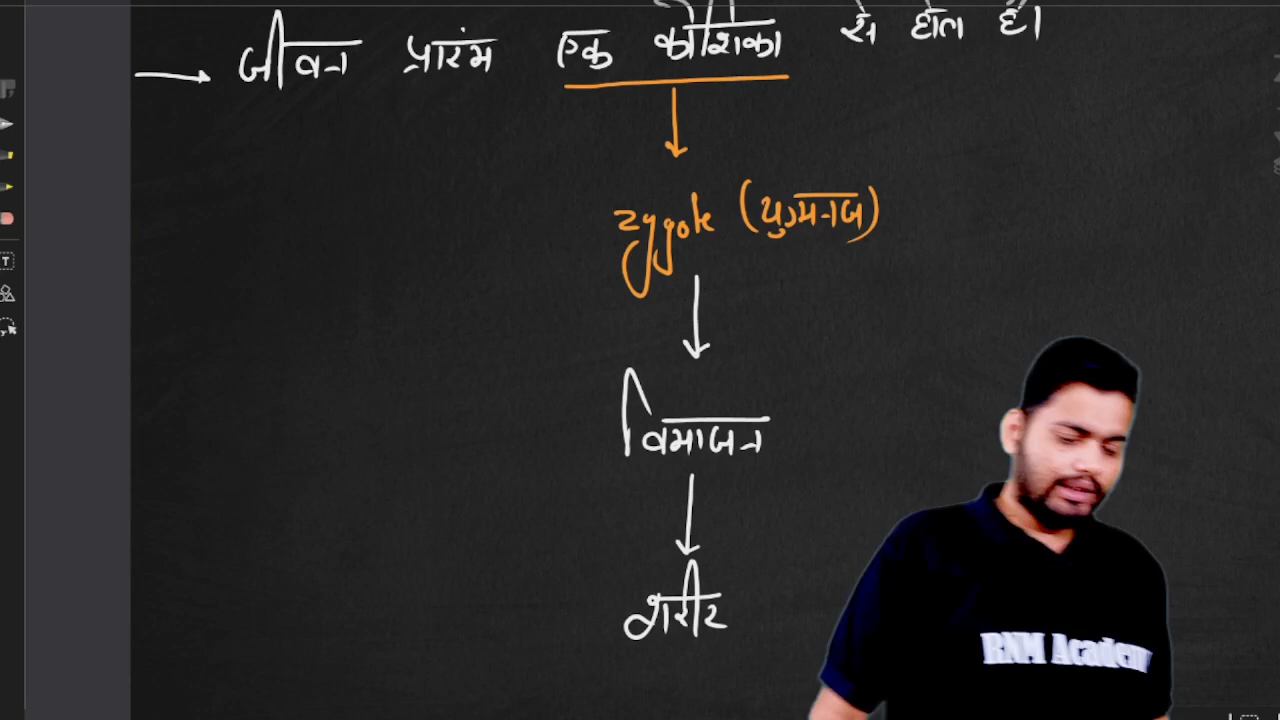 → जीवन प्रारंभ एक कोशिका से होता है।
↓
zygote (युग्मनज)
↓
विभाजन
↓
शरीर
RNM Academy
T